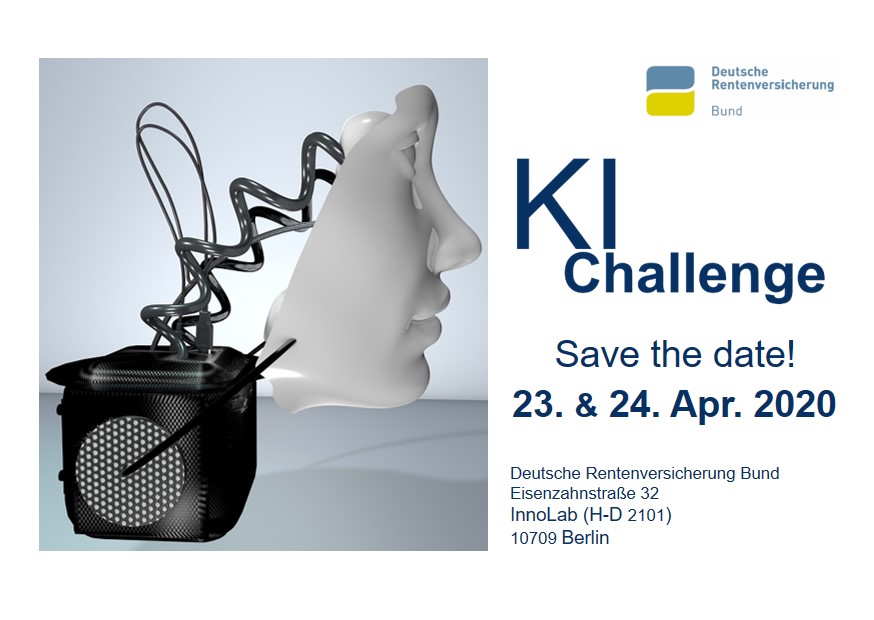 Deutsche
Rentenversicherung
Bund
KI
Challenge
Save the date!
23. & 24. Apr. 2020
Deutsche Rentenversicherung Bund
Eisenzahnstraße 32
InnoLab (H-D 2101)
10709 Berlin